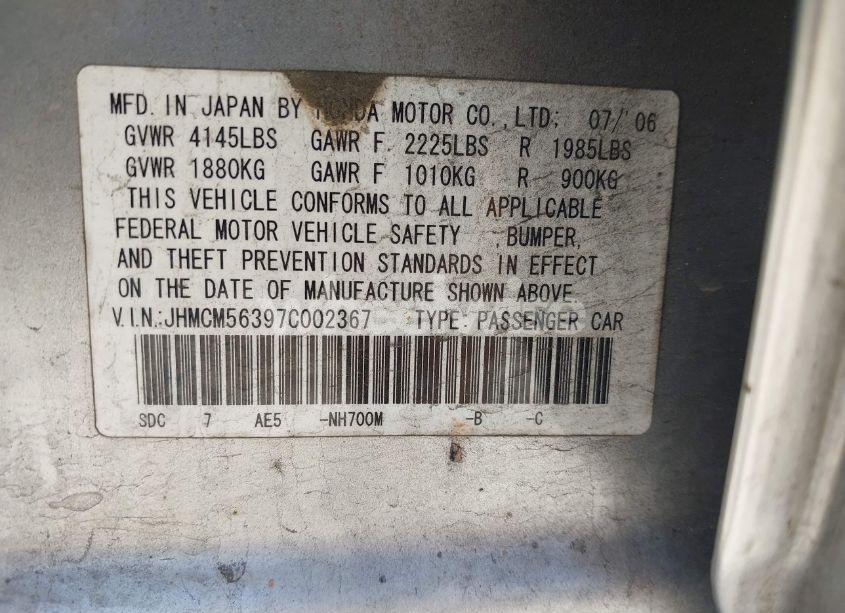 MFD. IN JAPAN BY HONDA MOTOR CO., LTD; 07/'06
GVWR 4145LBS GAWR F. 2225LBS R 1985LBS
GVWR 1880KG GAWR F 1010KG R 900KG
THIS VEHICLE CONFORMS TO ALL APPLICABLE
FEDERAL MOTOR VEHICLE SAFETY , BUMPER,
AND THEFT PREVENTION STANDARDS IN EFFECT
ON THE DATE OF MANUFACTURE SHOWN ABOVE.
V.I.N.:JHMCM56397C002367 TYPE: PASSENGER CAR
SDC 7 AE5 -NH700M -B -C